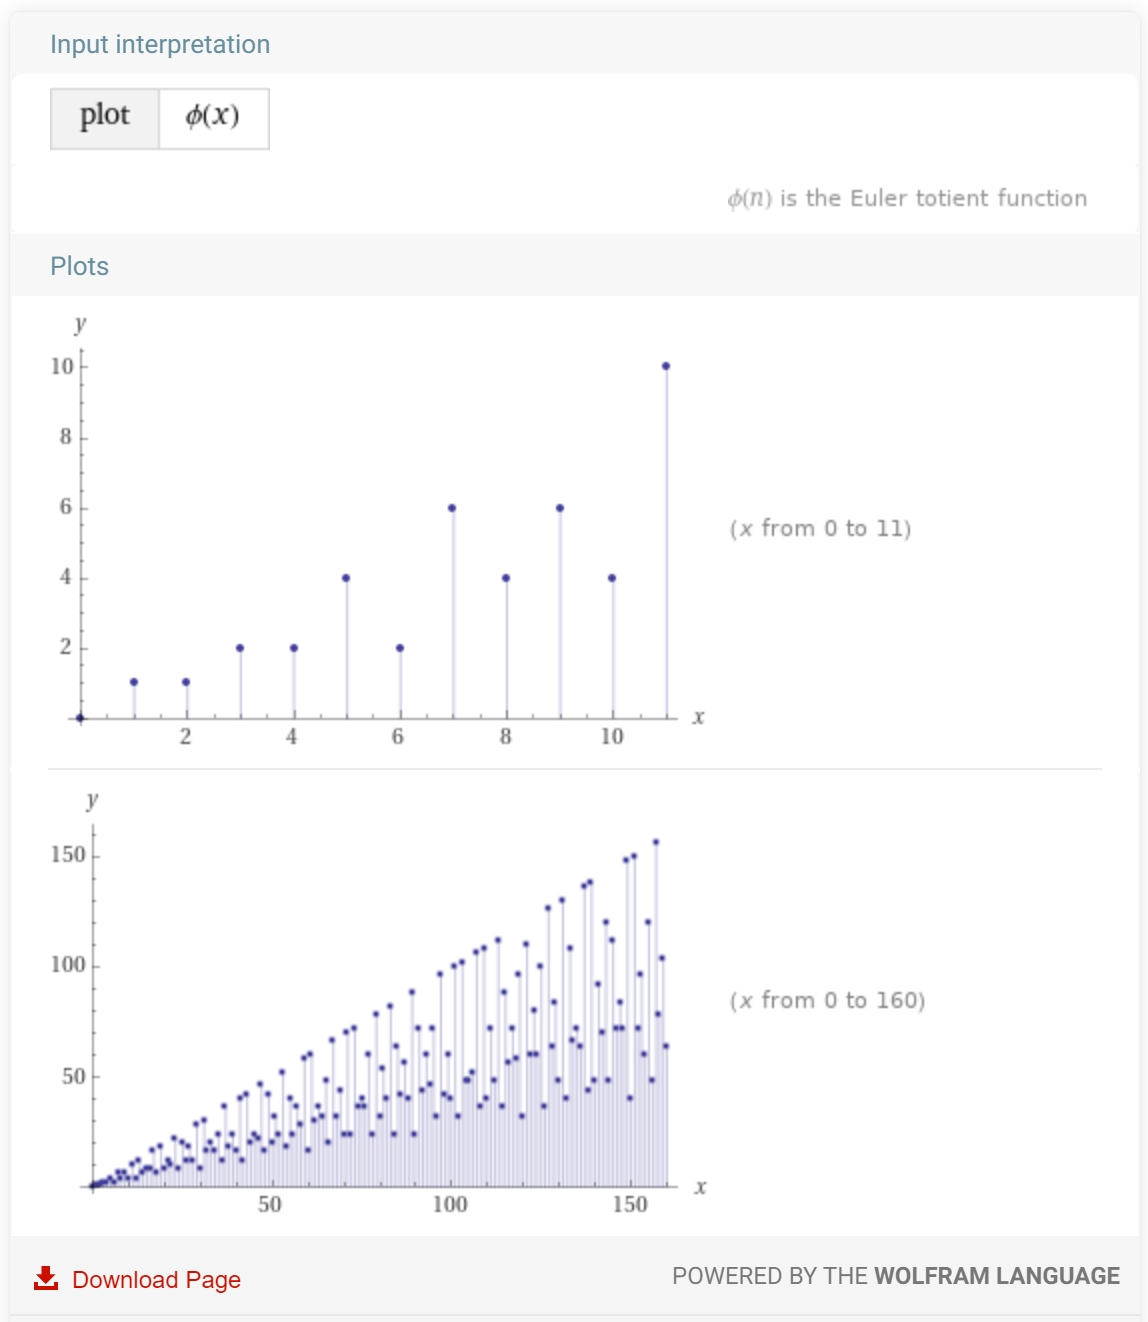 Input interpretation
plot ϕ(x)
ϕ(n) is the Euler totient function
Plots
y
10
8
6
4
2
2 4 6 8 10 x
(x from 0 to 11)
y
150
100
50
50 100 150 x
(x from 0 to 160)
Download Page
POWERED BY THE WOLFRAM LANGUAGE